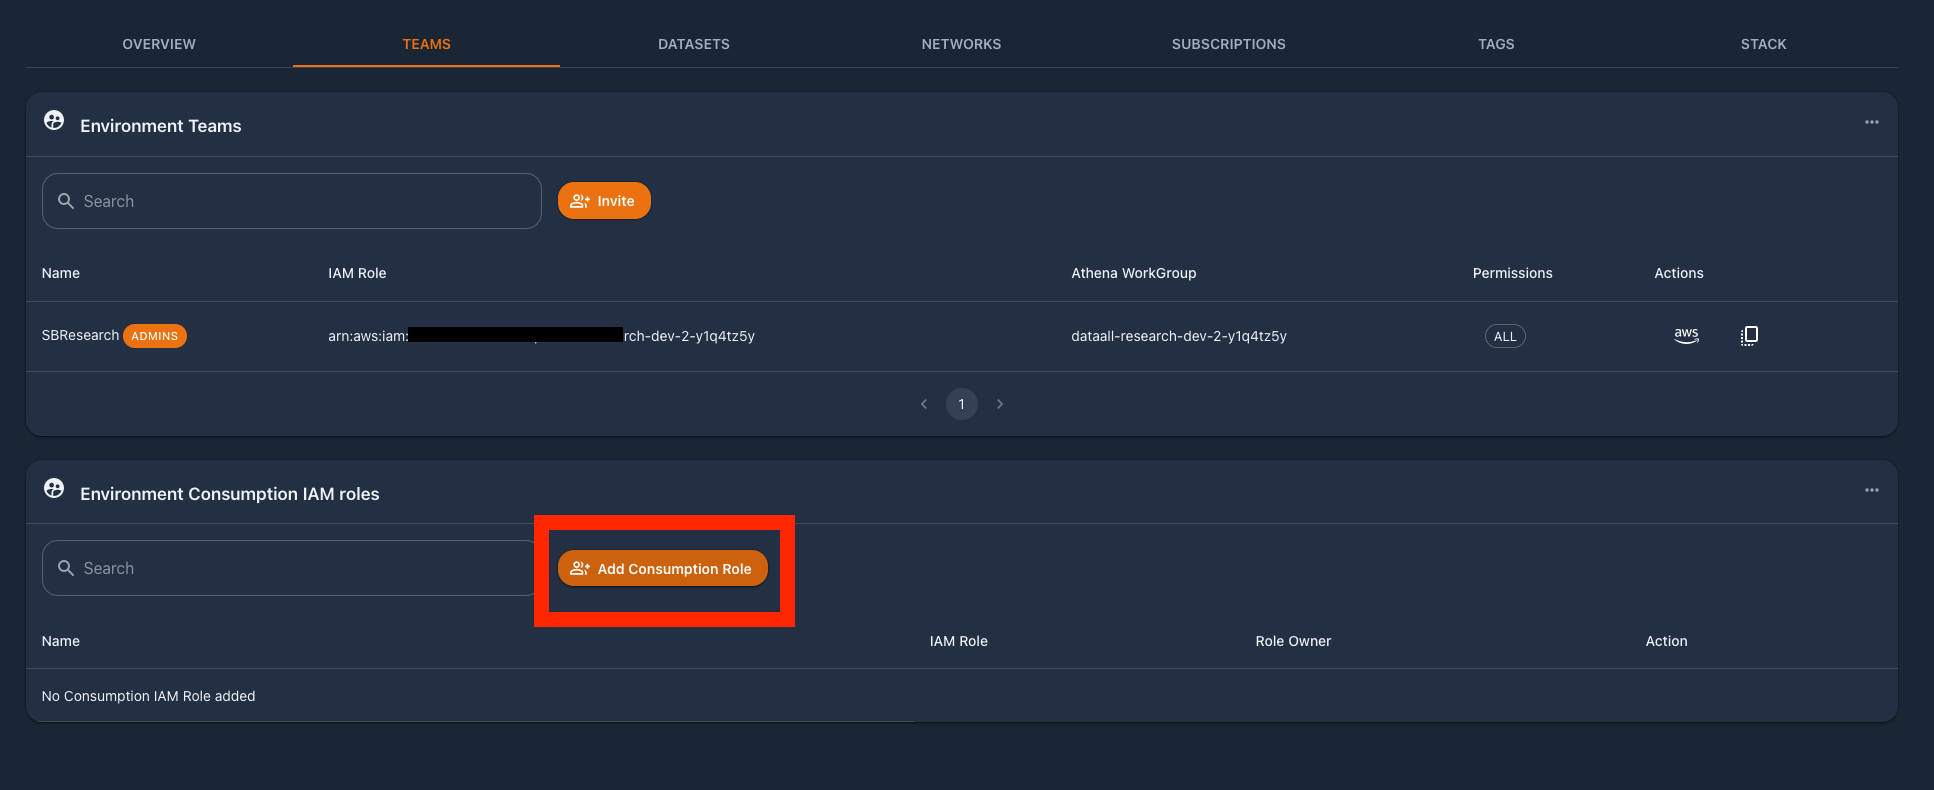 OVERVIEW TEAMS DATASETS NETWORKS SUBSCRIPTIONS TAGS STACK
Environment Teams
Search Invite
Name IAM Role Athena WorkGroup Permissions Actions
SBResearch ADMINS arn:aws:iam: rch-dev-2-y1q4tz5y dataall-research-dev-2-y1q4tz5y ALL aws
1
Environment Consumption IAM roles
Search Add Consumption Role
Name IAM Role Role Owner Action
No Consumption IAM Role added